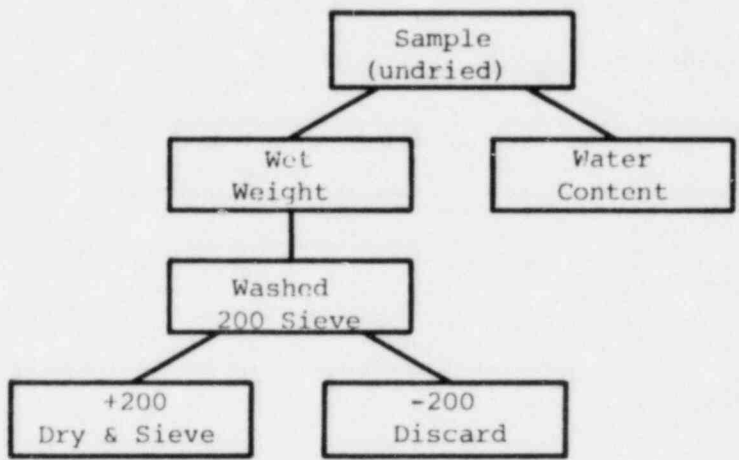 Sample
(undried)
Wet
Weight
Water
Content
Washed
200 Sieve
+200
Dry & Sieve
-200
Discard